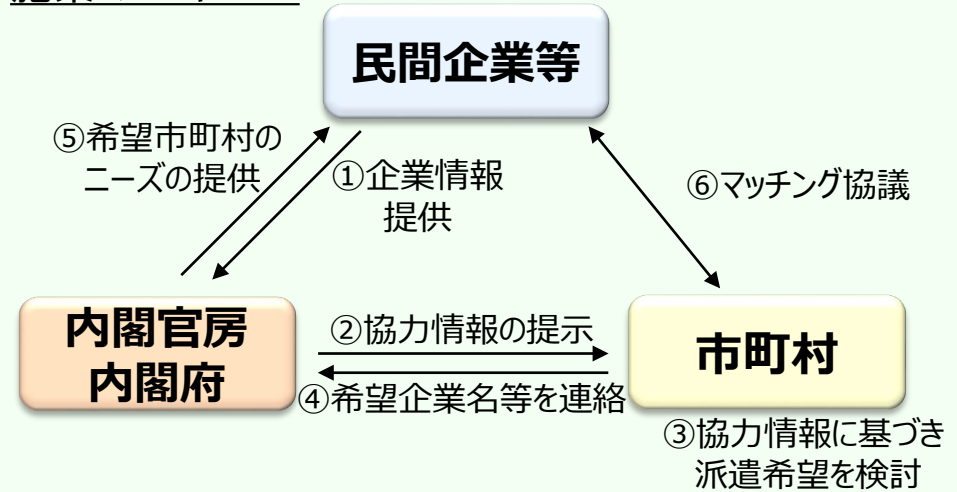 民間企業等
⑤希望市町村の
ニーズの提供
①企業情報
提供
⑥マッチング協議
内閣官房
内閣府
②協力情報の提示
④希望企業名等を連絡
市町村
③協力情報に基づき
派遣希望を検討